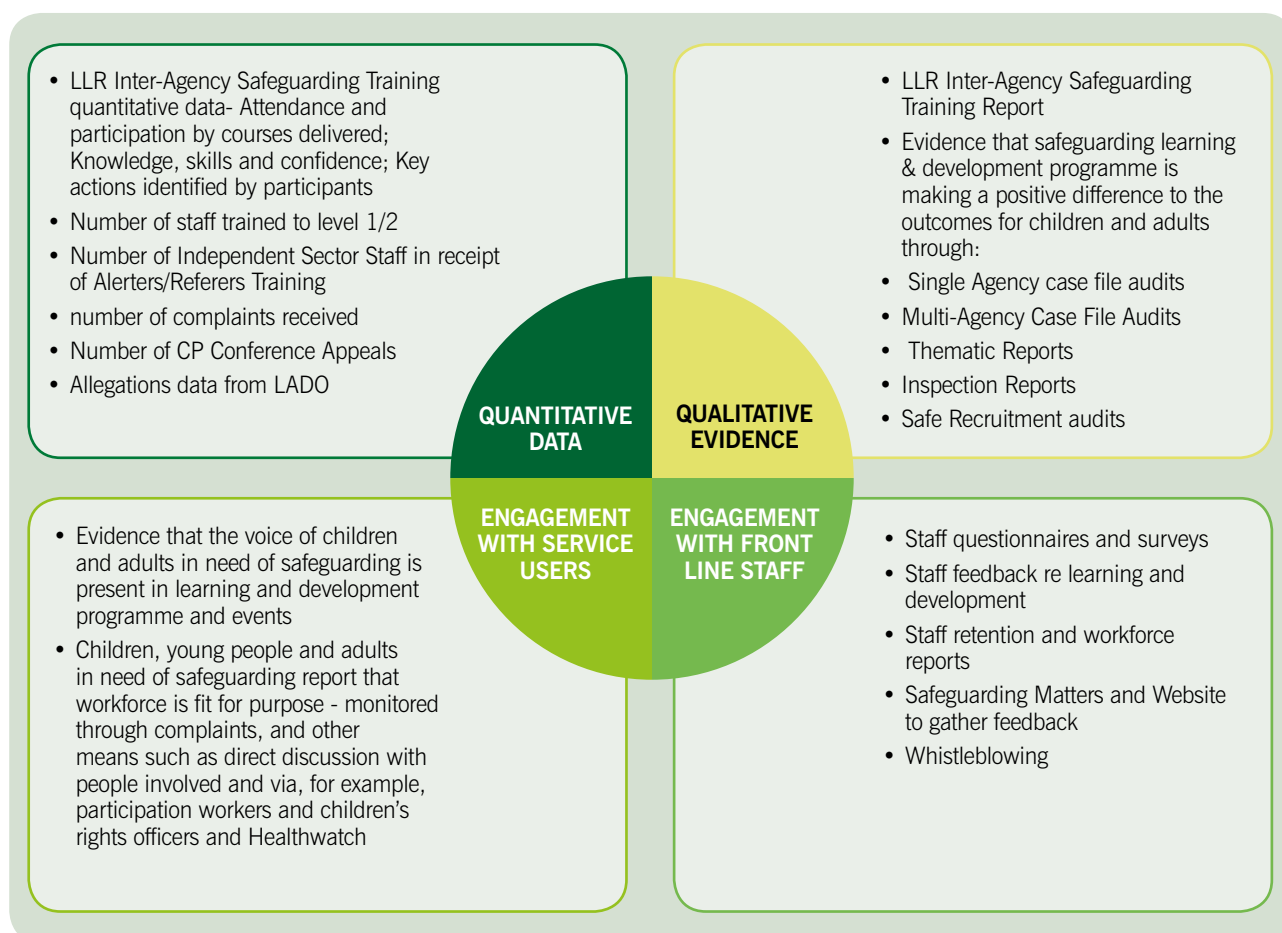 • LLR Inter-Agency Safeguarding Training
quantitative data- Attendance and
participation by courses delivered;
Knowledge, skills and confidence; Key
actions identified by participants
• Number of staff trained to level 1/2
• Number of Independent Sector Staff in receipt
of Alerters/Referers Training
• number of complaints received
• Number of CP Conference Appeals
• Allegations data from LADO
QUANTITATIVE
DATA
• LLR Inter-Agency Safeguarding
Training Report
• Evidence that safeguarding learning
& development programme is
making a positive difference to the
outcomes for children and adults
through:
• Single Agency case file audits
• Multi-Agency Case File Audits
• Thematic Reports
• Inspection Reports
• Safe Recruitment audits
QUALITATIVE
EVIDENCE
• Evidence that the voice of children
and adults in need of safeguarding is
present in learning and development
programme and events
• Children, young people and adults
in need of safeguarding report that
workforce is fit for purpose - monitored
through complaints, and other
means such as direct discussion with
people involved and via, for example,
participation workers and children’s
rights officers and Healthwatch
ENGAGEMENT
WITH SERVICE
USERS
ENGAGEMENT
WITH FRONT
LINE STAFF
• Staff questionnaires and surveys
• Staff feedback re learning and
development
• Staff retention and workforce
reports
• Safeguarding Matters and Website
to gather feedback
• Whistleblowing